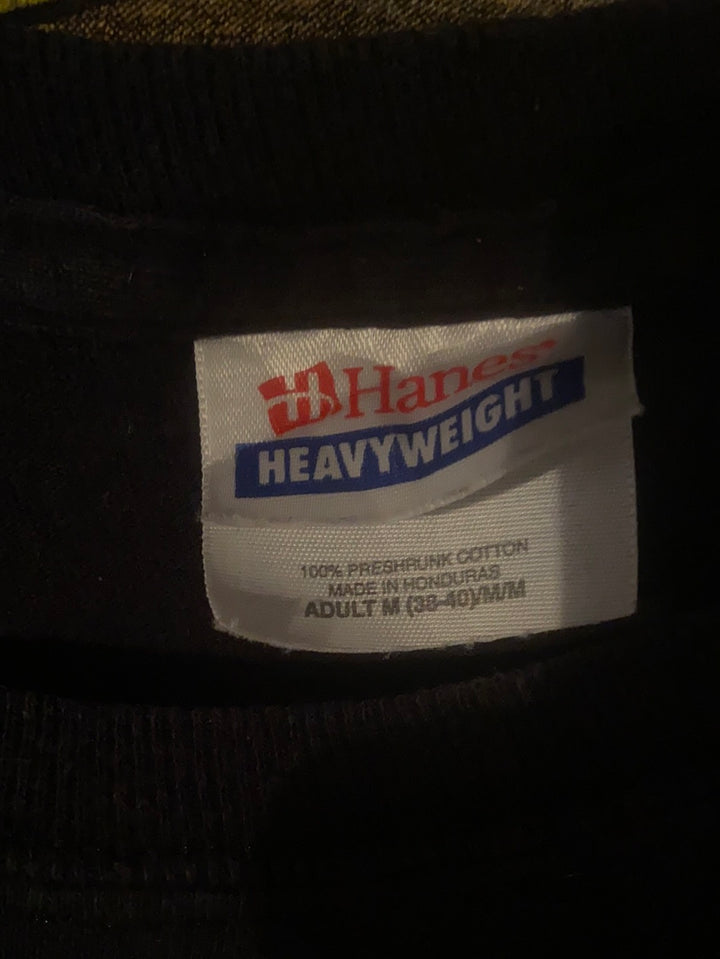 Hanes
HEAVYWEIGHT
100% PRESHRUNK COTTON
MADE IN HONDURAS
ADULT M (38-40)/M/M